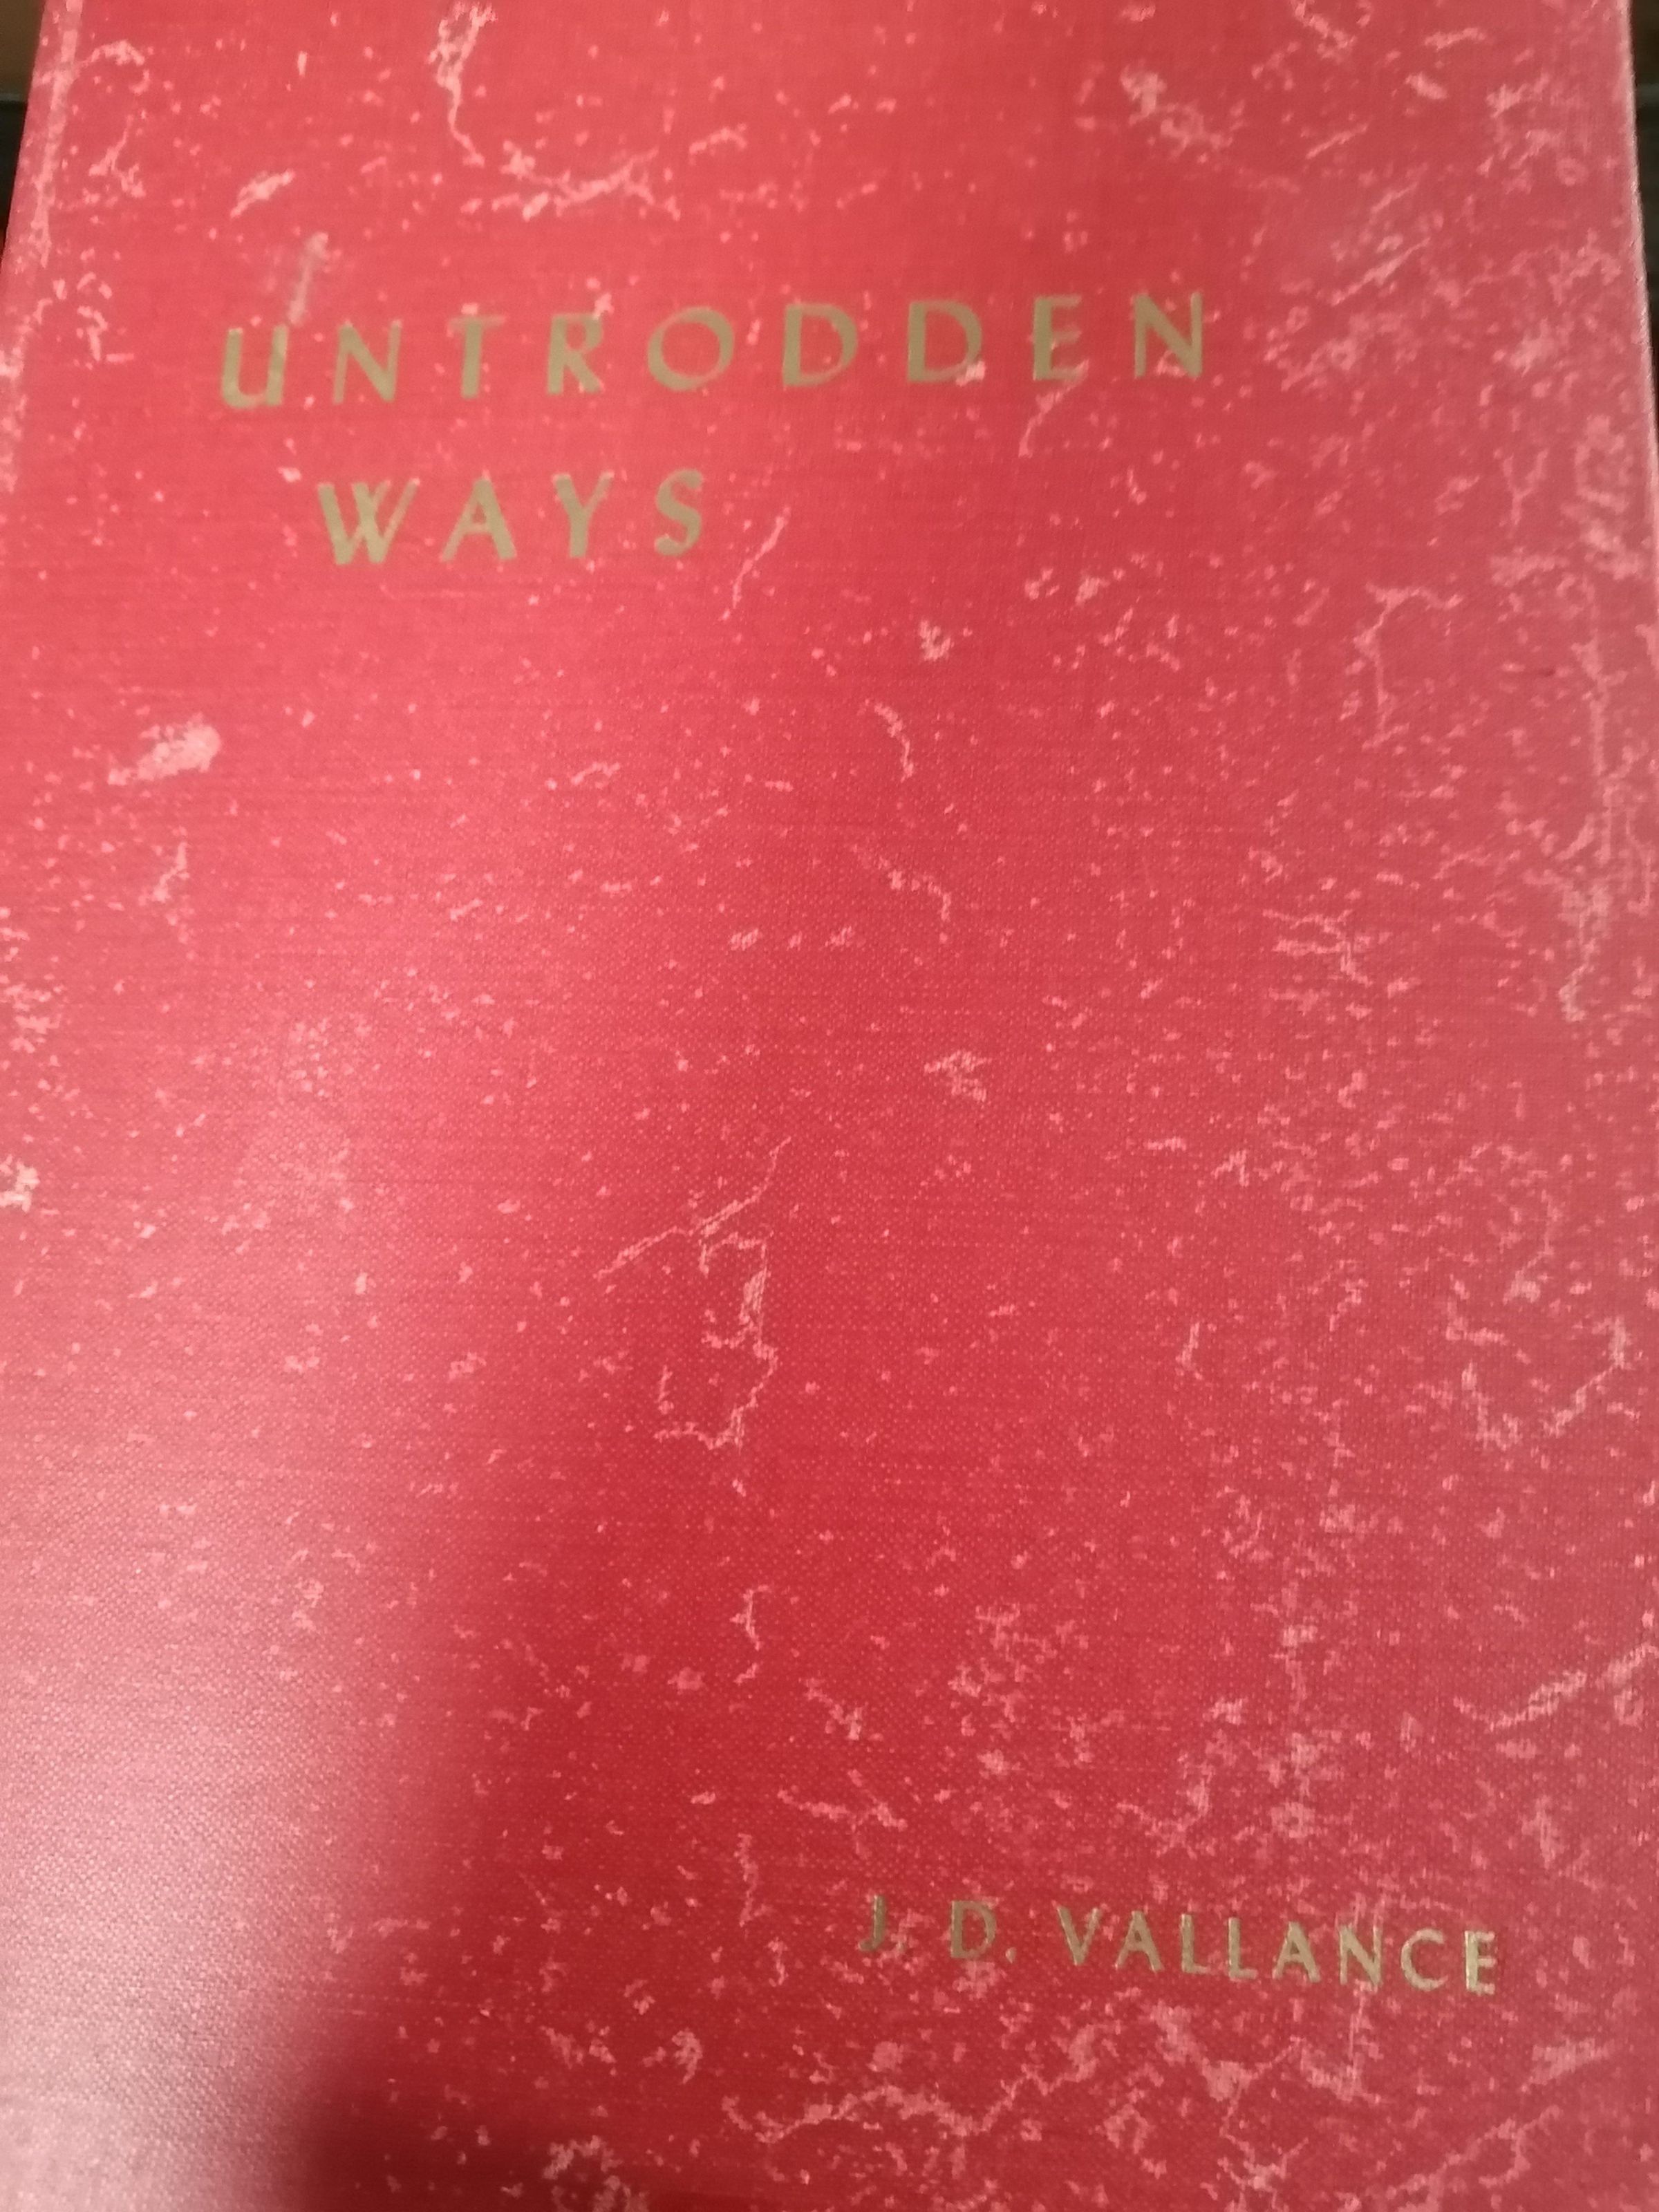 UNTRODDEN
WAYS
J. D. VALLANCE